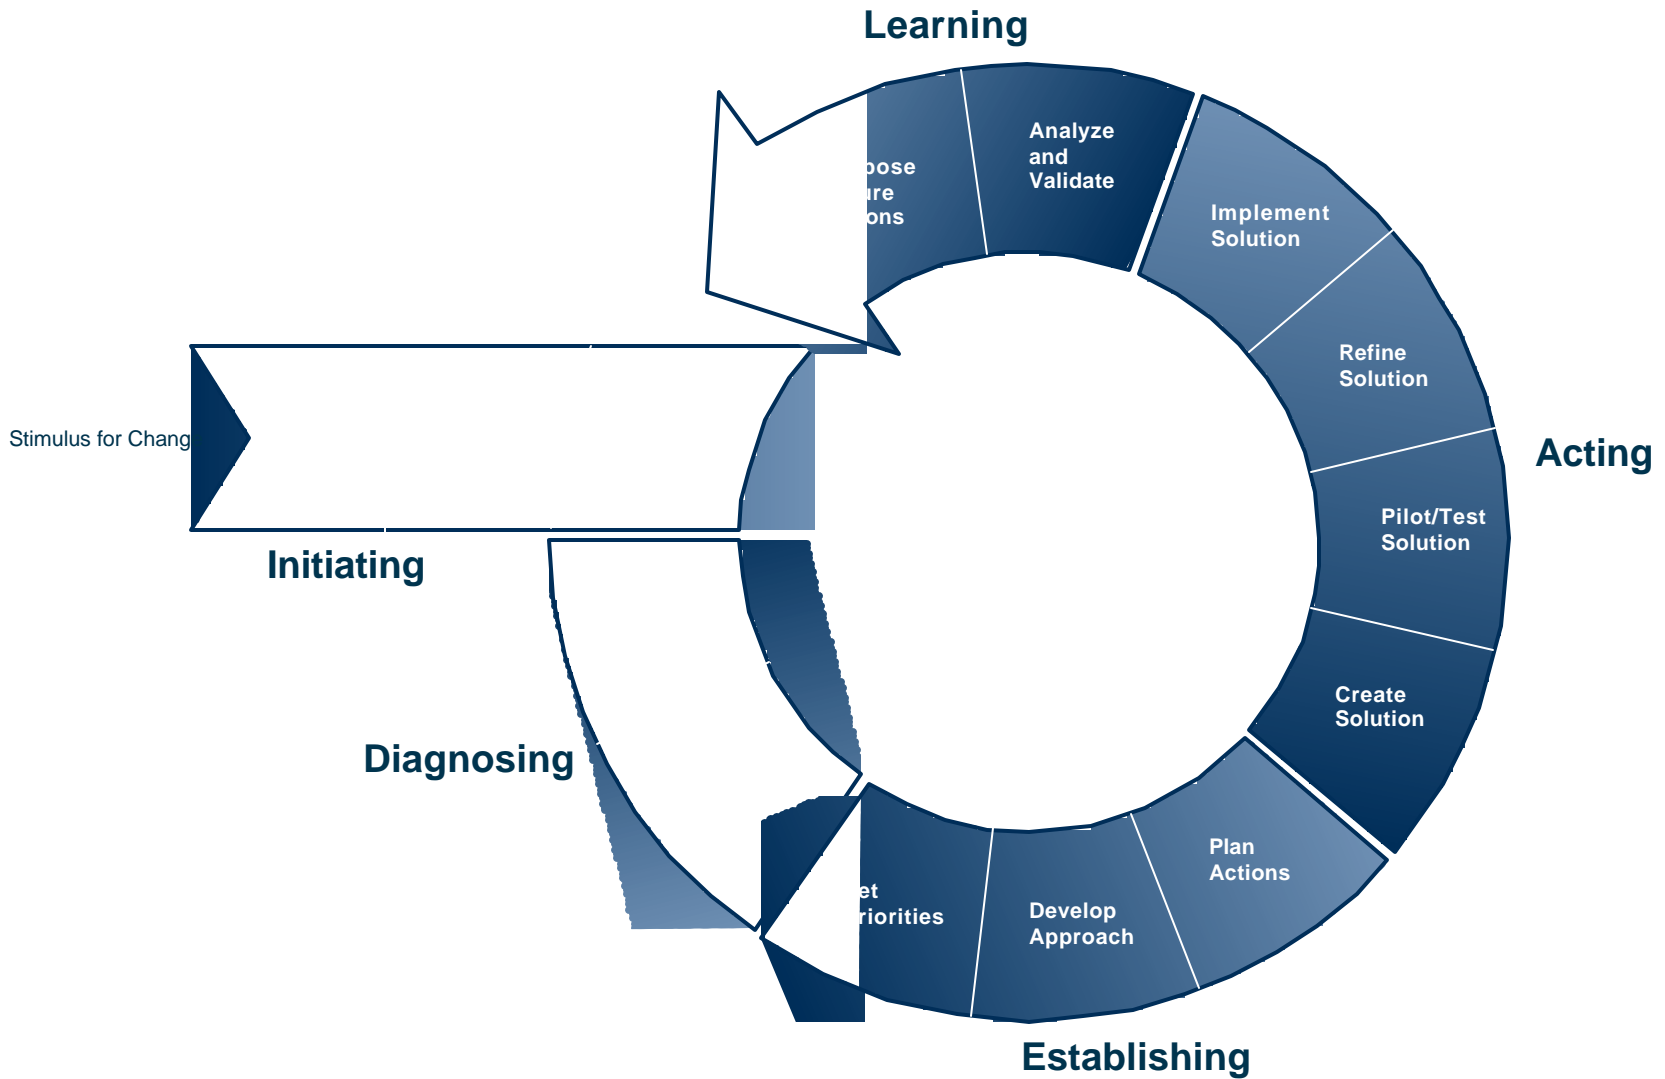 Learning
Analyze
and
Validate
pose
ure
ons
Implement
Solution
Refine
Solution
Stimulus for Chang
Acting
Pilot/Test
Solution
Initiating
Create
Solution
Diagnosing
Plan
Actions
et
riorities
Develop
Approach
Establishing